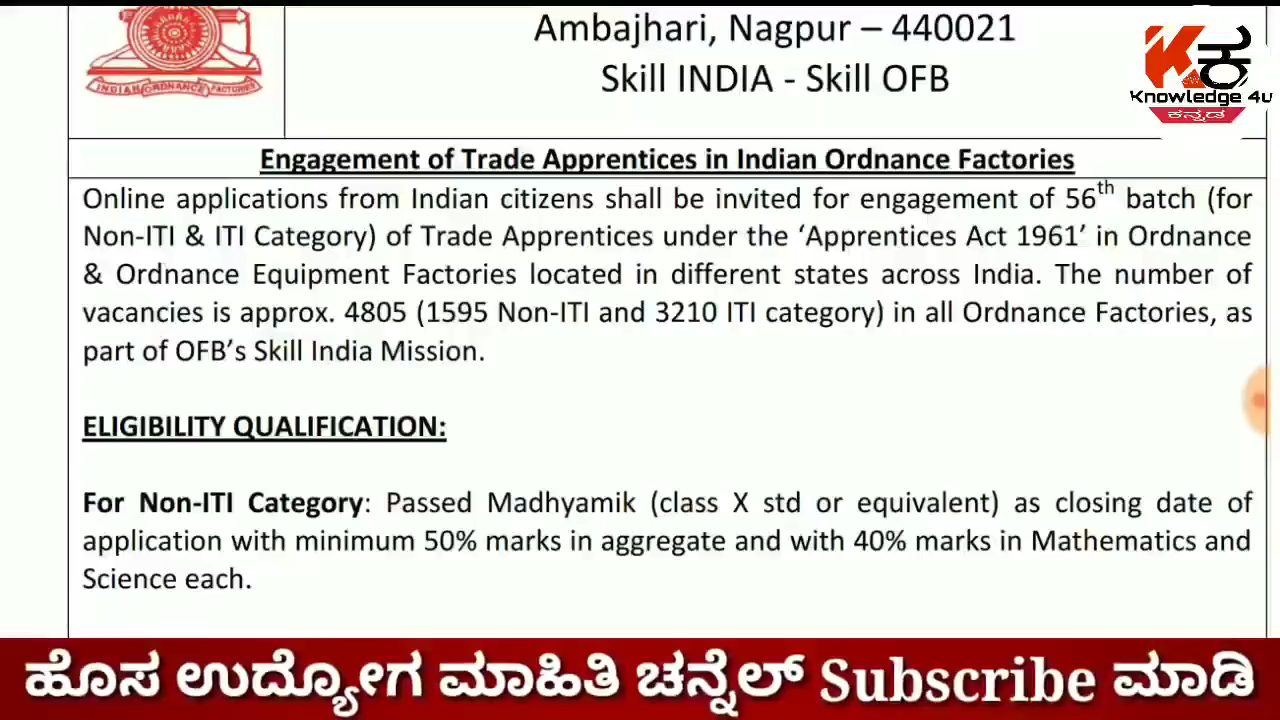 Ambajhari, Nagpur – 440021
Skill INDIA - Skill OFB
INDIAN ORDNANCE FACTORIES
Knowledge 4u
ಕನ್ನಡ
Engagement of Trade Apprentices in Indian Ordnance Factories
Online applications from Indian citizens shall be invited for engagement of 56th batch (for
Non-ITI & ITI Category) of Trade Apprentices under the ‘Apprentices Act 1961’ in Ordnance
& Ordnance Equipment Factories located in different states across India. The number of
vacancies is approx. 4805 (1595 Non-ITI and 3210 ITI category) in all Ordnance Factories, as
part of OFB’s Skill India Mission.
ELIGIBILITY QUALIFICATION:
For Non-ITI Category: Passed Madhyamik (class X std or equivalent) as closing date of
application with minimum 50% marks in aggregate and with 40% marks in Mathematics and
Science each.
ಹೊಸ ಉದ್ಯೋಗ ಮಾಹಿತಿ ಚನ್ನೆಲ್ Subscribe ಮಾಡಿ